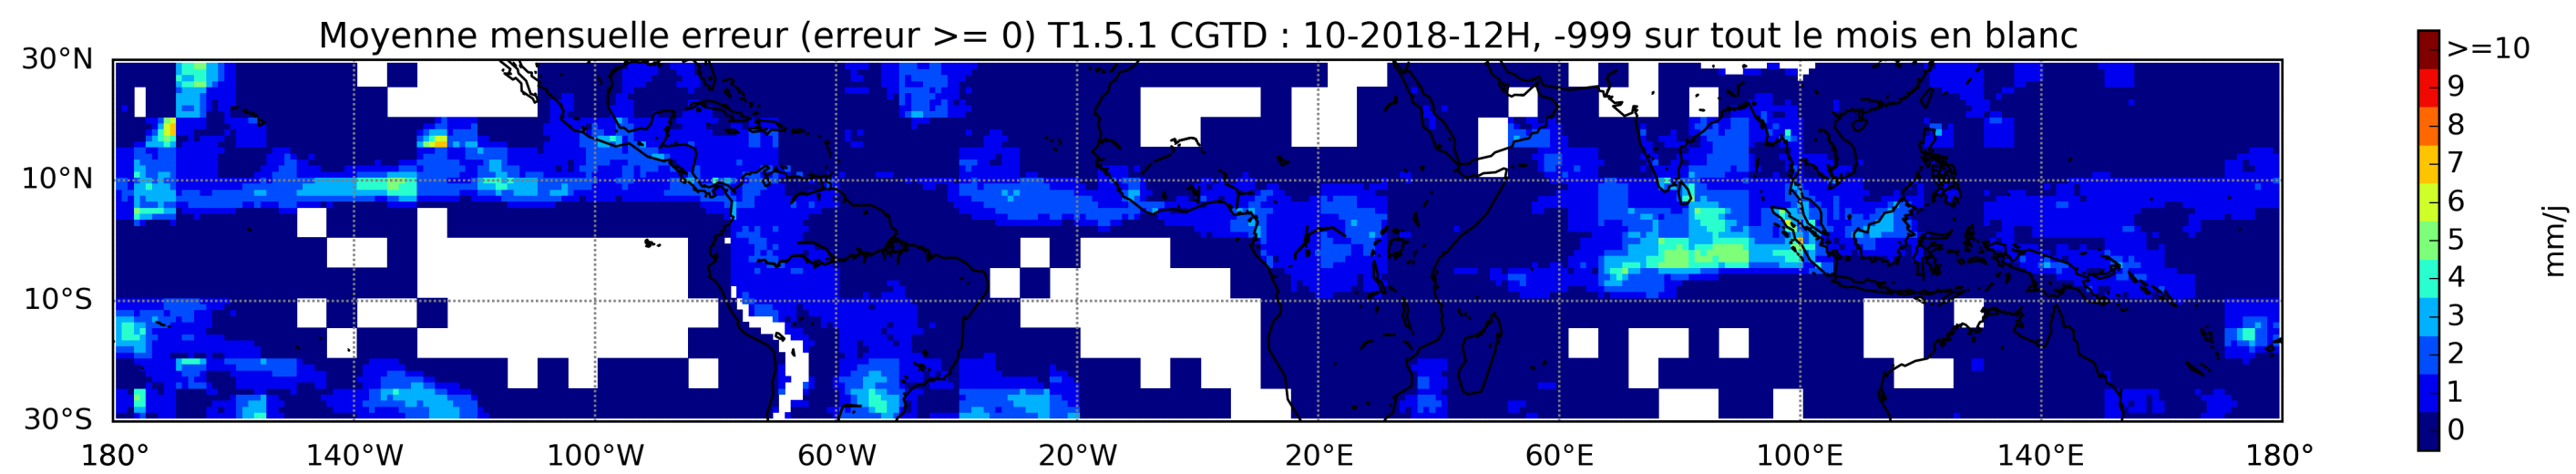 Moyenne mensuelle erreur (erreur >= 0) T1.5.1 CGTD : 10-2018-12H, -999 sur tout le mois en blanc
30°N
10°N
10°S
30°S
180° 140°W 100°W 60°W 20°W 20°E 60°E 100°E 140°E 180°
>=10
9
8
7
6
5
4
3
2
1
0
mm/j